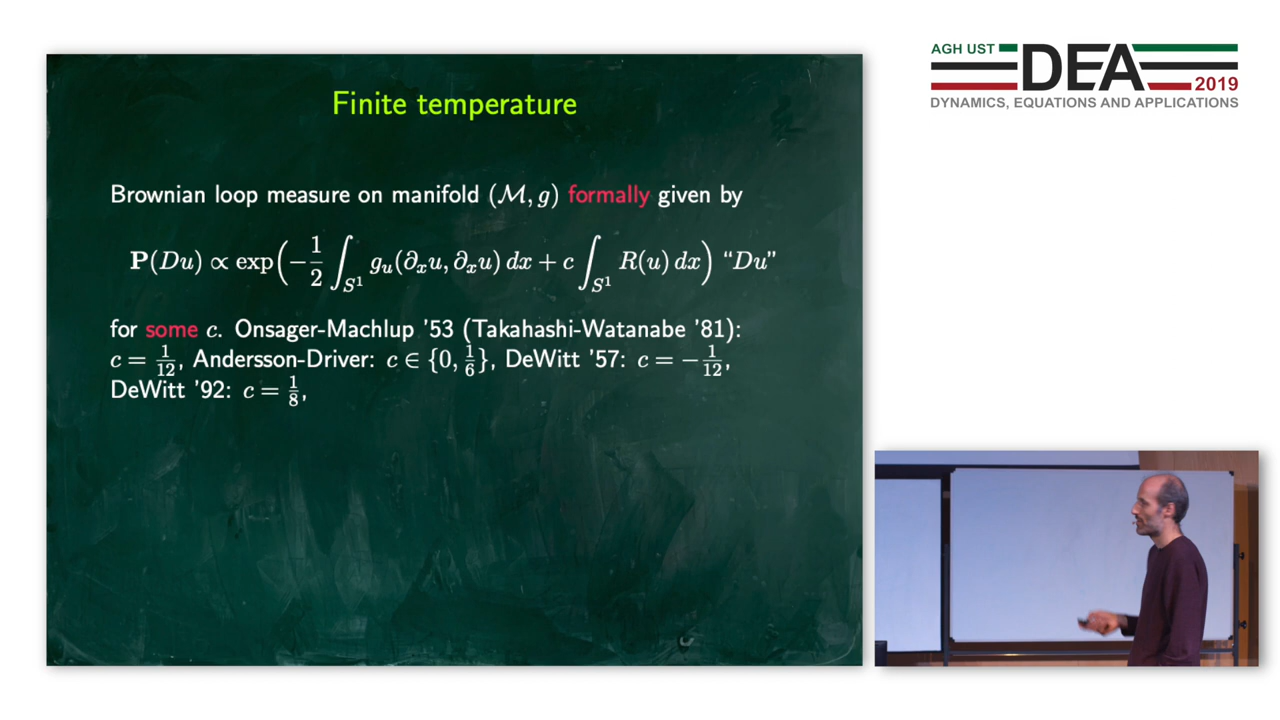 AGH UST DEA
2019
DYNAMICS, EQUATIONS AND APPLICATIONS
Finite temperature
Brownian loop measure on manifold (M, g) formally given by
P(Du) ∝ exp(−1/2 ∫_{S¹} g_u(∂ₓu, ∂ₓu) dx + c ∫_{S¹} R(u) dx) “Du”
for some c. Onsager-Machlup ’53 (Takahashi-Watanabe ’81):
c = 1/12, Andersson-Driver: c ∈ {0, 1/6}, DeWitt ’57: c = −1/12,
DeWitt ’92: c = 1/8,